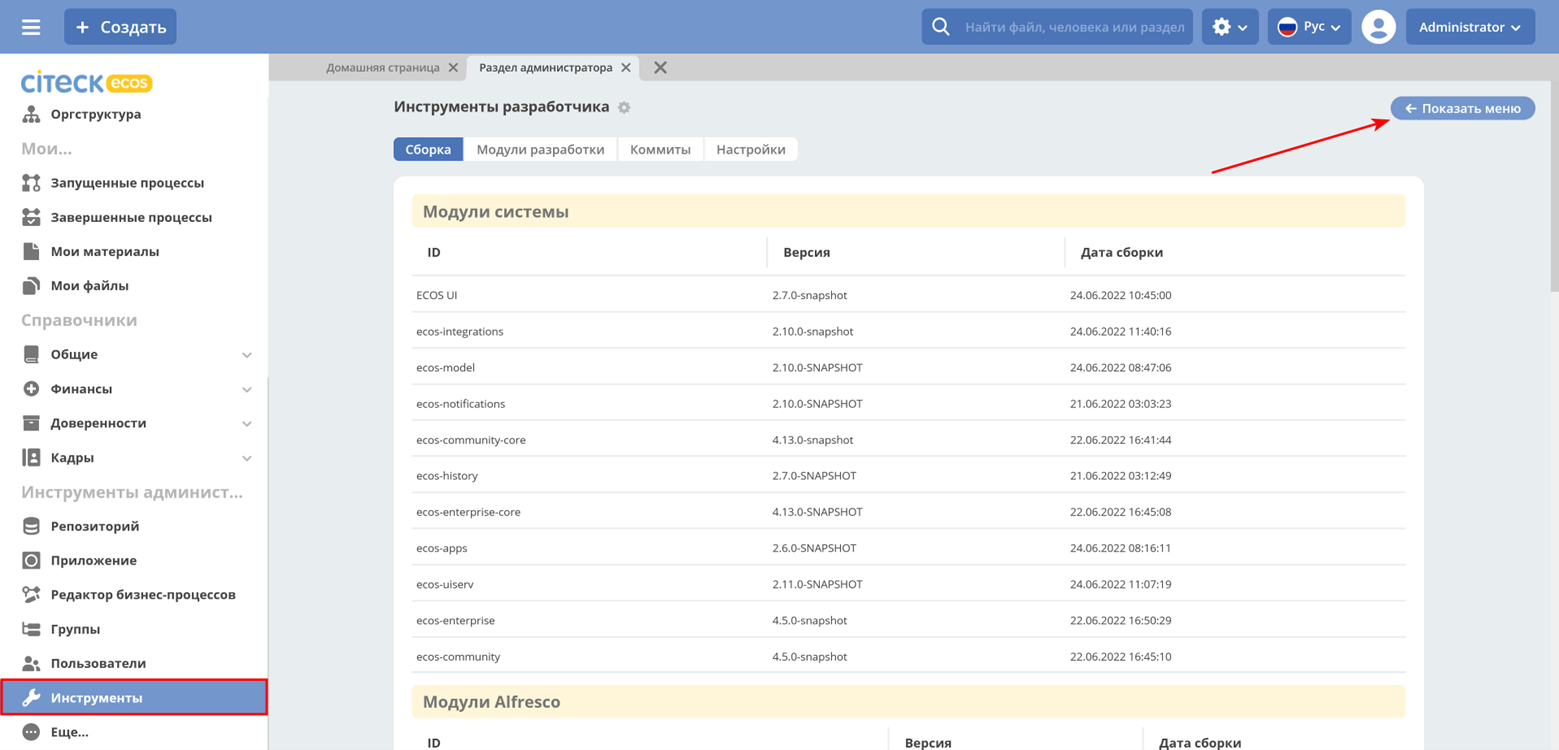 + Создать
Найти файл, человека или раздел
Рус
Administrator
citeck ecos
Оргструктура
Мои...
Запущенные процессы
Завершенные процессы
Мои материалы
Мои файлы
Справочники
Общие
Финансы
Доверенности
Кадры
Инструменты админист...
Репозиторий
Приложение
Редактор бизнес-процессов
Группы
Пользователи
Инструменты
Еще...
Домашняя страница
Раздел администратора
Инструменты разработчика
← Показать меню
Сборка Модули разработки Коммиты Настройки
Модули системы
ID Версия Дата сборки
ECOS UI 2.7.0-snapshot 24.06.2022 10:45:00
ecos-integrations 2.10.0-snapshot 24.06.2022 11:40:16
ecos-model 2.10.0-SNAPSHOT 24.06.2022 08:47:06
ecos-notifications 2.10.0-SNAPSHOT 21.06.2022 03:03:23
ecos-community-core 4.13.0-snapshot 22.06.2022 16:41:44
ecos-history 2.7.0-SNAPSHOT 21.06.2022 03:12:49
ecos-enterprise-core 4.13.0-SNAPSHOT 22.06.2022 16:45:08
ecos-apps 2.6.0-SNAPSHOT 24.06.2022 08:16:11
ecos-uiserv 2.11.0-SNAPSHOT 24.06.2022 11:07:19
ecos-enterprise 4.5.0-snapshot 22.06.2022 16:50:29
ecos-community 4.5.0-snapshot 22.06.2022 16:45:10
Модули Alfresco
ID Версия Дата сборки